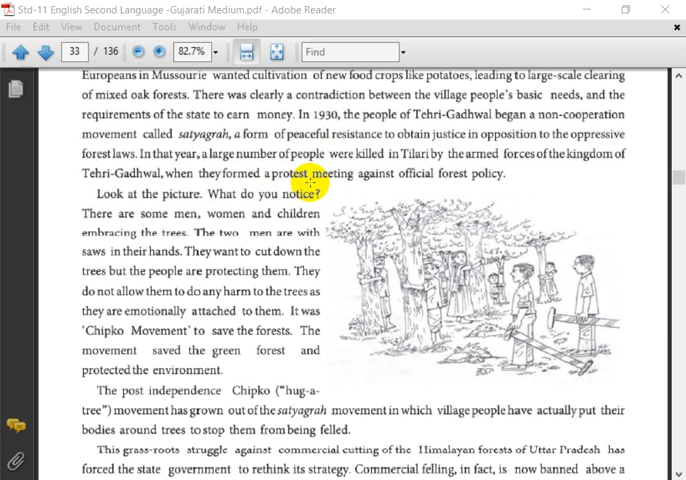 Std-11 English Second Language -Gujarati Medium.pdf - Adobe Reader
File Edit View Document Tools Window Help
33 / 136 82.7% Find
Europeans in Mussourie wanted cultivation of new food crops like potatoes, leading to large-scale clearing
of mixed oak forests. There was clearly a contradiction between the village people's basic needs, and the
requirements of the state to earn money. In 1930, the people of Tehri-Gadhwal began a non-cooperation
movement called satyagrah, a form of peaceful resistance to obtain justice in opposition to the oppressive
forest laws. In that year, a large number of people were killed in Tilari by the armed forces of the kingdom of
Tehri-Gadhwal, when they formed a protest meeting against official forest policy.
Look at the picture. What do you notice?
There are some men, women and children
embracing the trees. The two men are with
saws in their hands. They want to cut down the
trees but the people are protecting them. They
do not allow them to do any harm to the trees as
they are emotionally attached to them. It was
'Chipko Movement' to save the forests. The
movement saved the green forest and
protected the environment.
The post independence Chipko ("hug-a-
tree") movement has grown out of the satyagrah movement in which village people have actually put their
bodies around trees to stop them from being felled.
This grass-roots struggle against commercial cutting of the Himalayan forests of Uttar Pradesh has
forced the state government to rethink its strategy. Commercial felling, in fact, is now banned above a